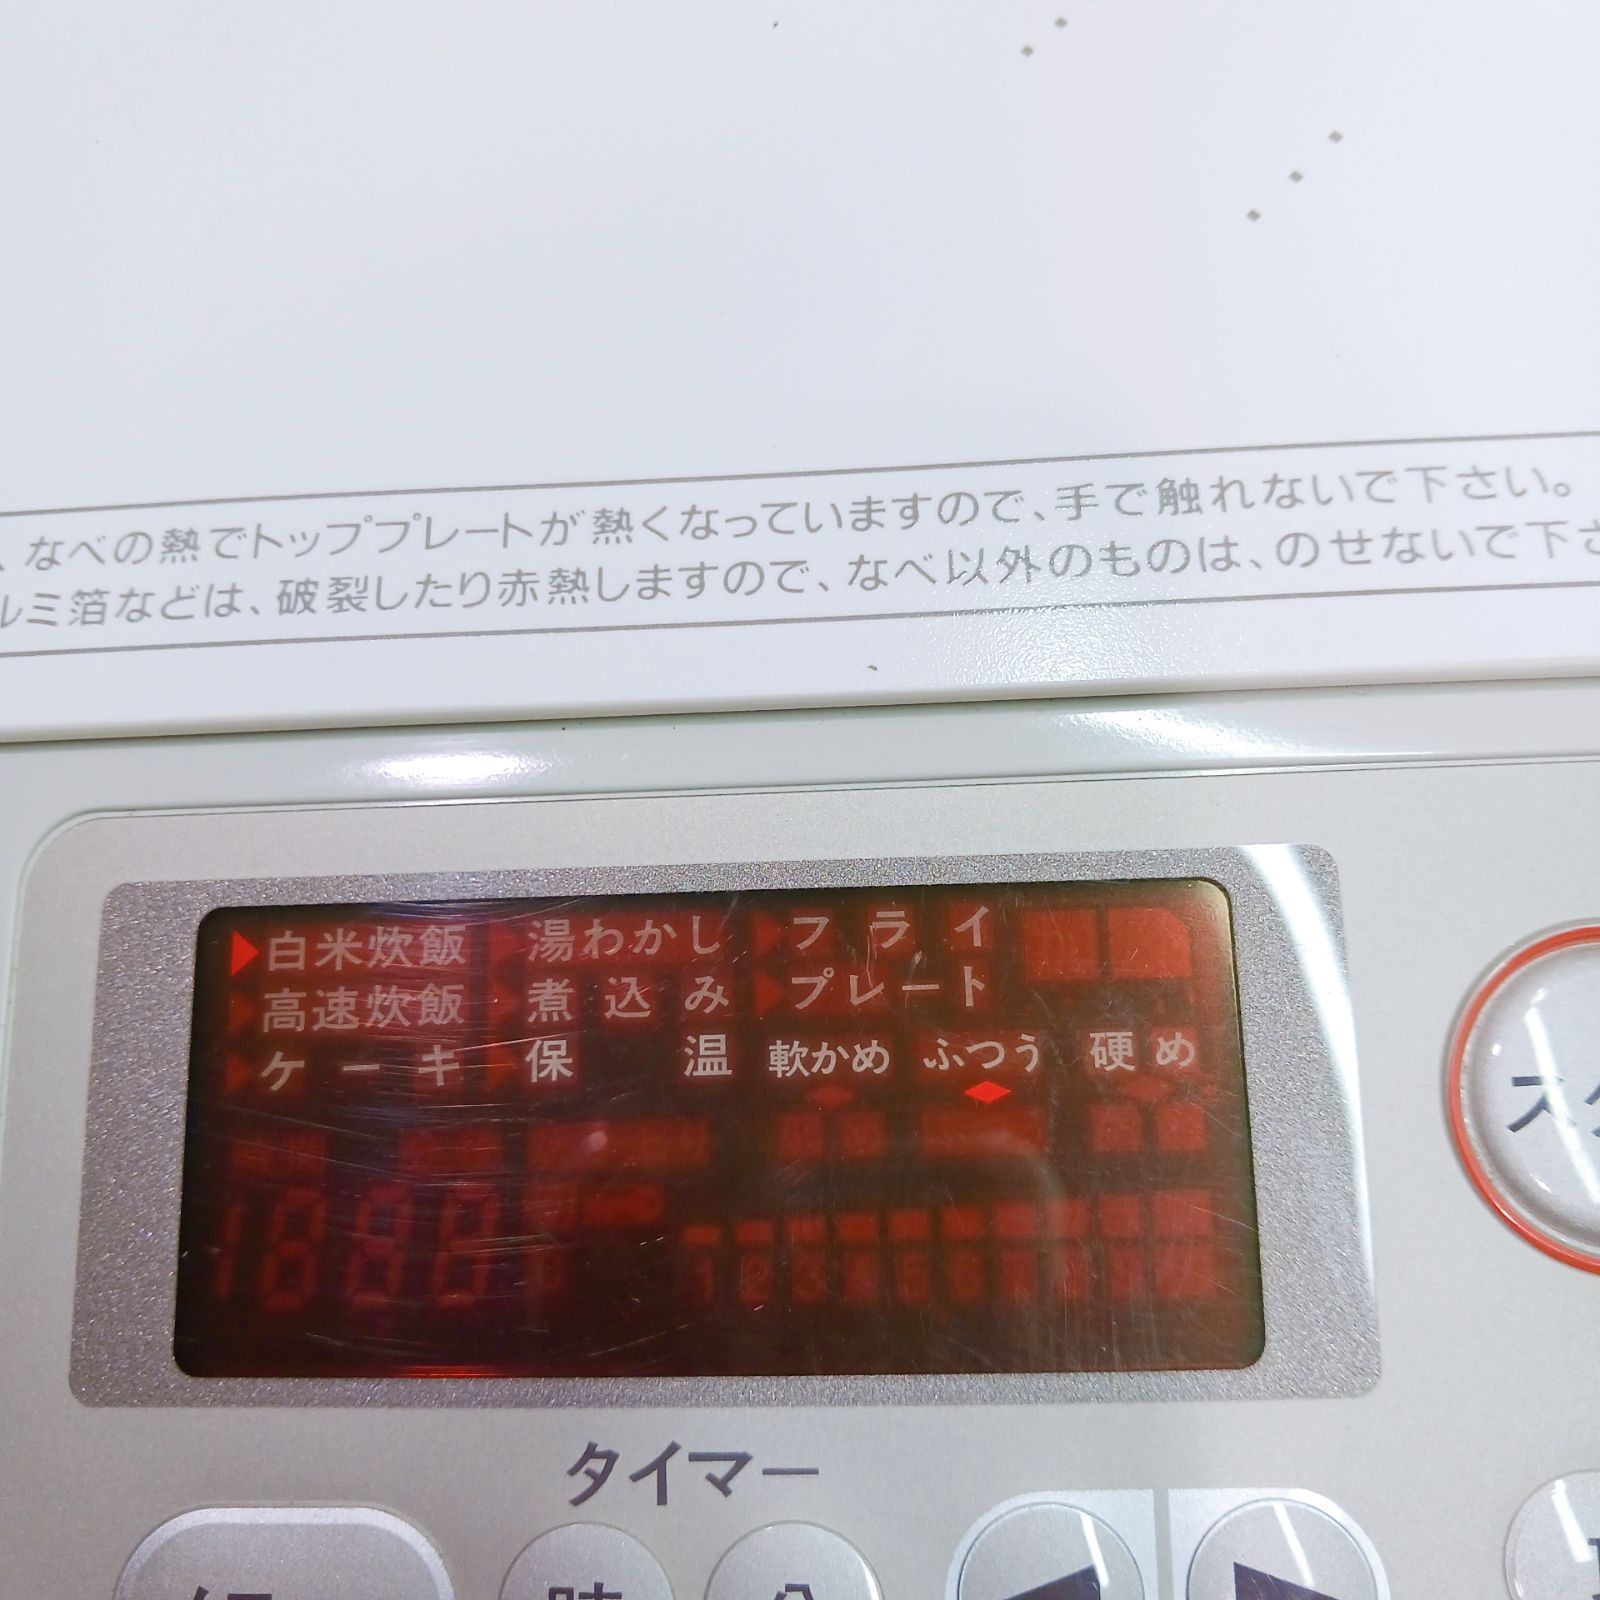 、なべの熱でトッププレートが熱くなっていますので、手で触れないで下さい。
ルミ箔などは、破裂したり赤熱しますので、なべ以外のものは、のせないで下さ
白米炊飯 湯わかし フライ
高速炊飯 煮込み プレート
ケーキ 保温 軟かめ ふつう 硬め
タイマー
時 分